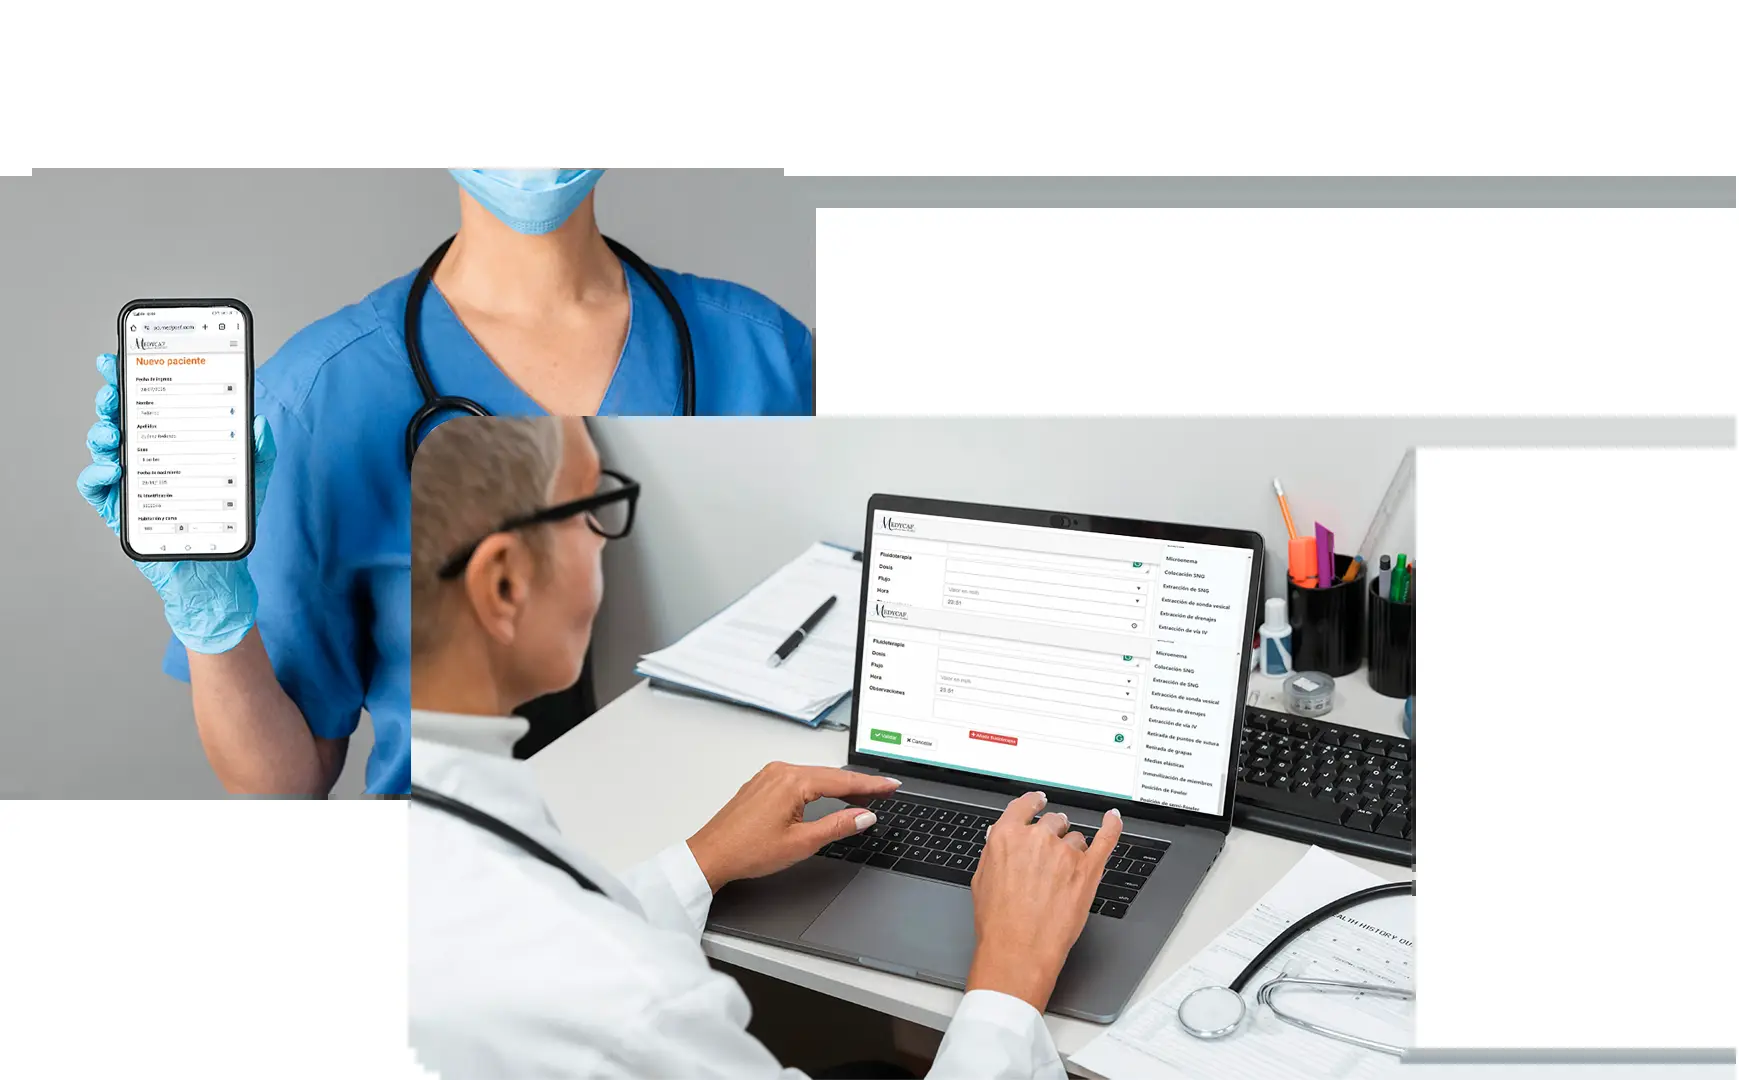 MEDYCAF
Nuevo paciente
Fecha de ingreso
Nombre
Apellidos
Sexo
Fecha de nacimiento
N. Identificación
Habitación y cama
MEDYCAF
Fluidoterapia
Dosis
Flujo
Valor en ml/h
Hora
22:51
MEDYCAF
Fluidoterapia
Dosis
Flujo
Valor en ml/h
Hora
22:51
Observaciones
Validar
Cancelar
Añadir fluidoterapia
Microenema
Colocación SNG
Extracción de SNG
Extracción de sonda vesical
Extracción de drenajes
Extracción de vía IV
Microenema
Colocación SNG
Extracción de SNG
Extracción de sonda vesical
Extracción de drenajes
Extracción de vía IV
Retirada de puntos de sutura
Retirada de grapas
Medias elásticas
Inmovilización de miembros
Posición de Fowler
Posición de semi-Fowler
ALTH HISTORY QU